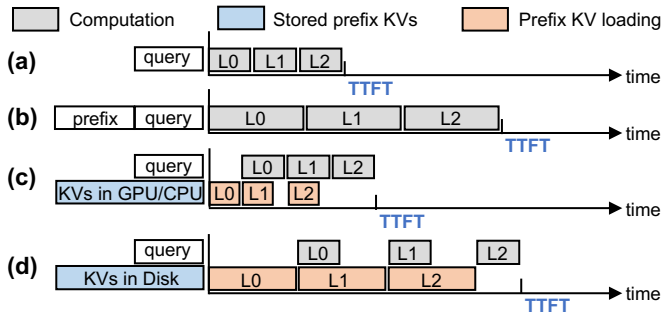 Computation Stored prefix KVs Prefix KV loading
(a) query L0 L1 L2 time
TTFT
(b) prefix query L0 L1 L2 time
TTFT
(c) query L0 L1 L2
KVs in GPU/CPU L0 L1 L2 time
TTFT
(d) query L0 L1 L2
KVs in Disk L0 L1 L2 time
TTFT